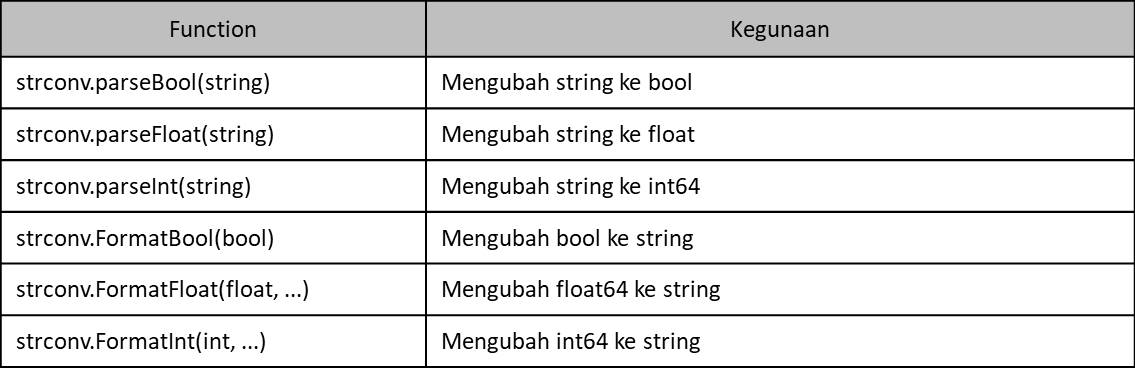 Function Kegunaan
strconv.parseBool(string) Mengubah string ke bool
strconv.parseFloat(string) Mengubah string ke float
strconv.parseInt(string) Mengubah string ke int64
strconv.FormatBool(bool) Mengubah bool ke string
strconv.FormatFloat(float, ...) Mengubah float64 ke string
strconv.FormatInt(int, ...) Mengubah int64 ke string